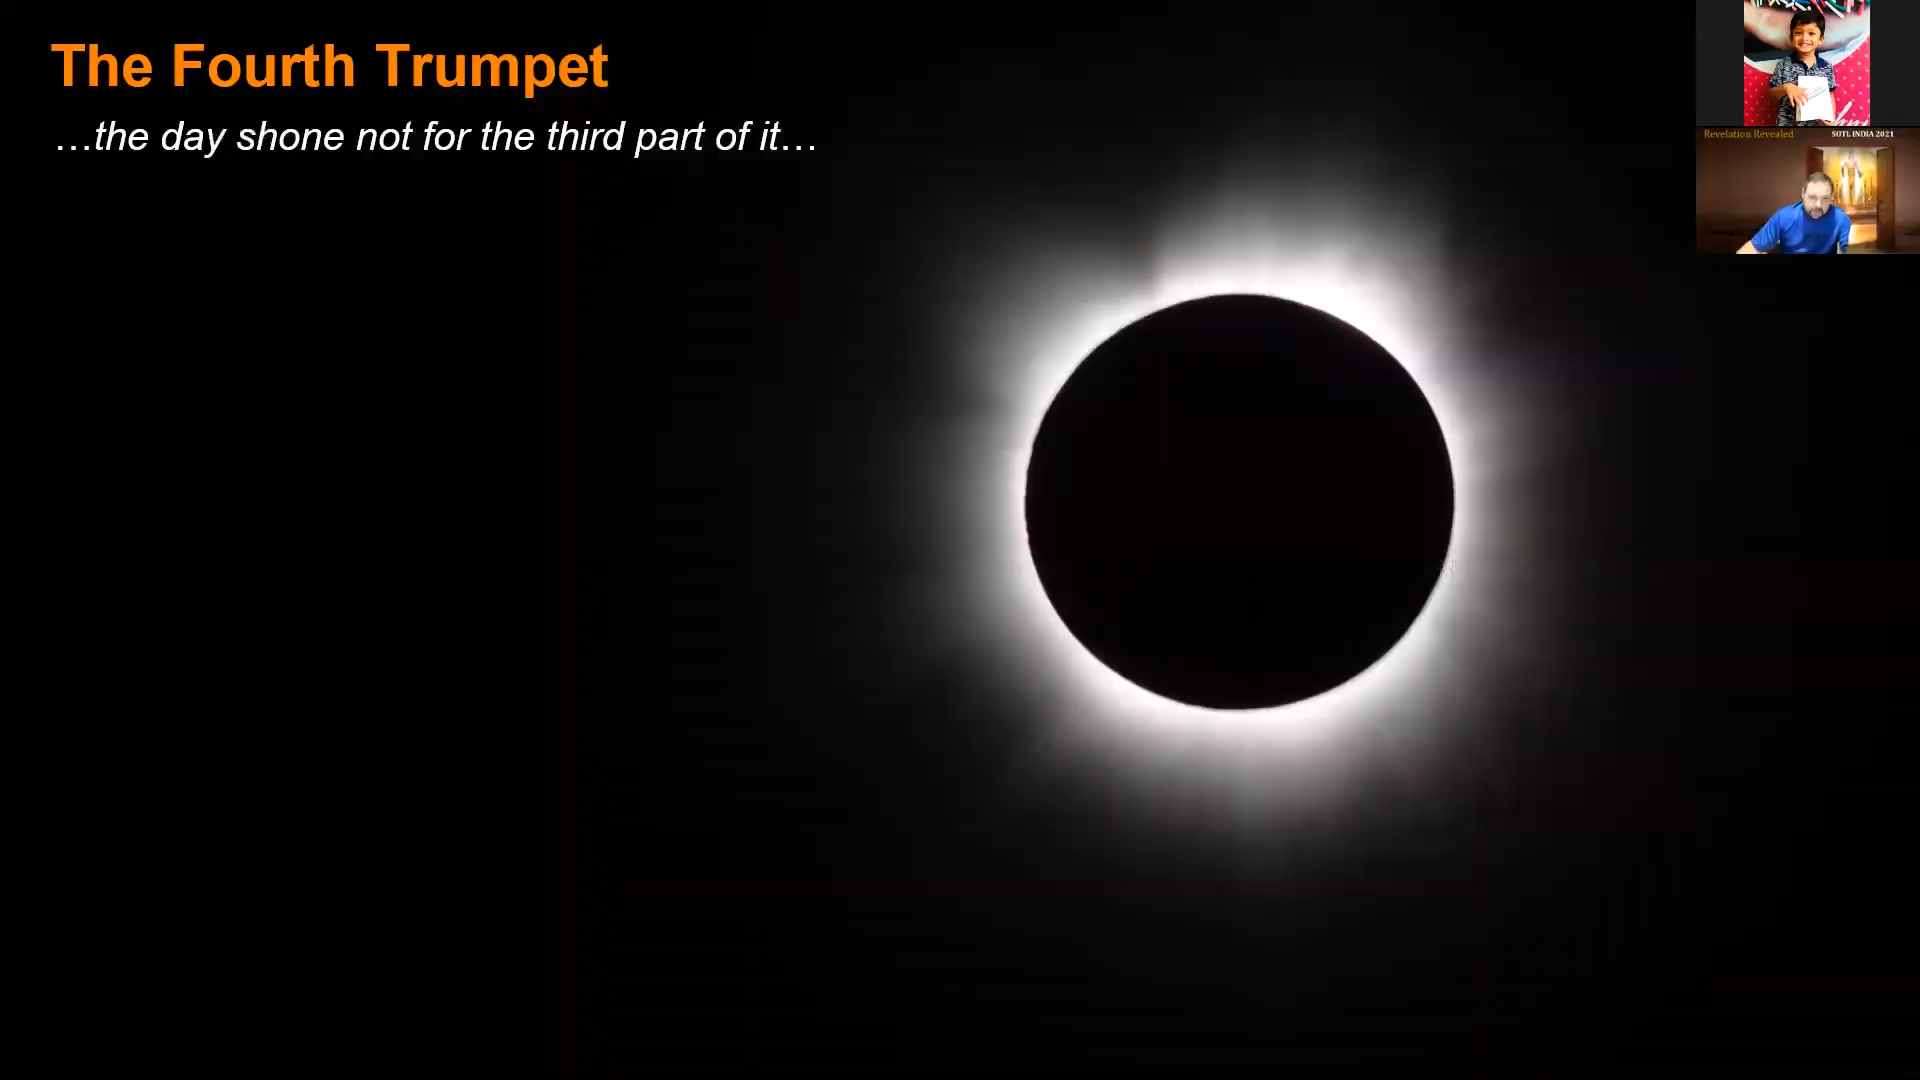 The Fourth Trumpet
…the day shone not for the third part of it…
Revelation Revealed
SOTL INDIA 2021